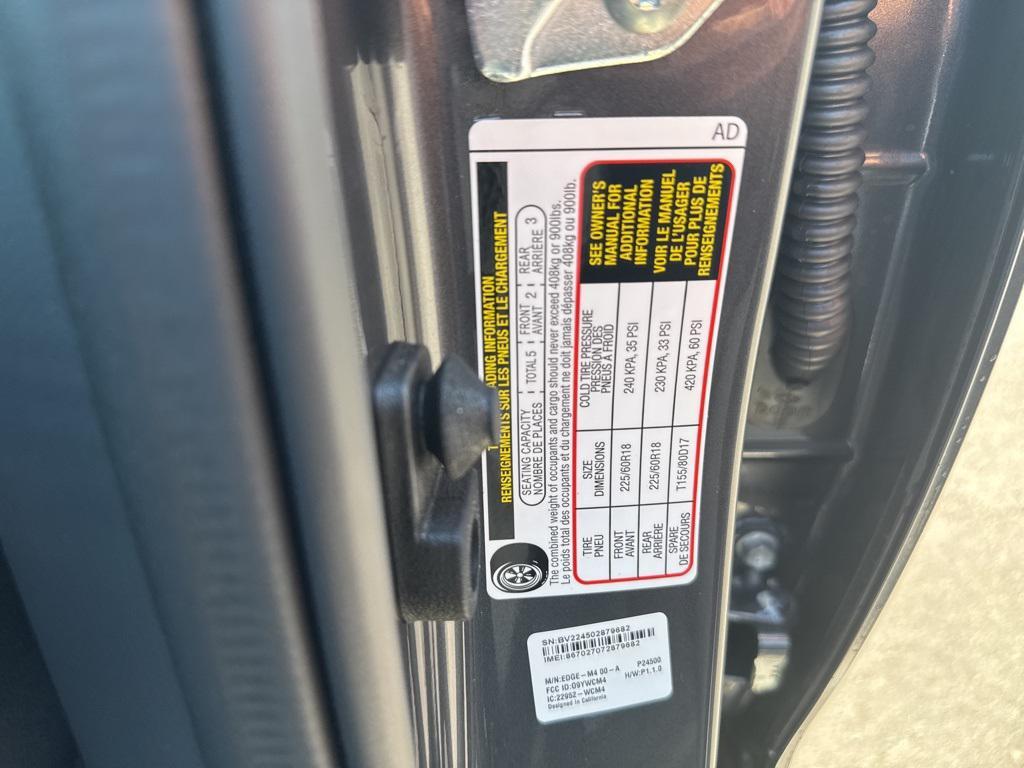 AD
ADING INFORMATION
RENSEIGNEMENTS SUR LES PNEUS ET LE CHARGEMENT
SEATING CAPACITY
NOMBRE DE PLACES
TOTAL 5
FRONT
AVANT 2
REAR
ARRIÈRE 3
The combined weight of occupants and cargo should never exceed 408kg or 900lbs.
Le poids total des occupants et du chargement ne doit jamais dépasser 408kg ou 900lb.
TIRE
PNEU
SIZE
DIMENSIONS
COLD TIRE PRESSURE
PRESSION DES
PNEUS À FROID
FRONT
AVANT
225/60R18
240 KPA, 35 PSI
REAR
ARRIÈRE
225/60R18
230 KPA, 33 PSI
SPARE
DE SECOURS
T155/80D17
420 KPA, 60 PSI
SEE OWNER'S
MANUAL FOR
ADDITIONAL
INFORMATION
VOIR LE MANUEL
DE L'USAGER
POUR PLUS DE
RENSEIGNEMENTS
SN:BV224502879682
IMEI:867027072879682
M/N:EDGE-M4 00-A P24500
FCC ID:O9YWCM4 H/W:P1.1.0
IC:22952-WCM4
Designed in California